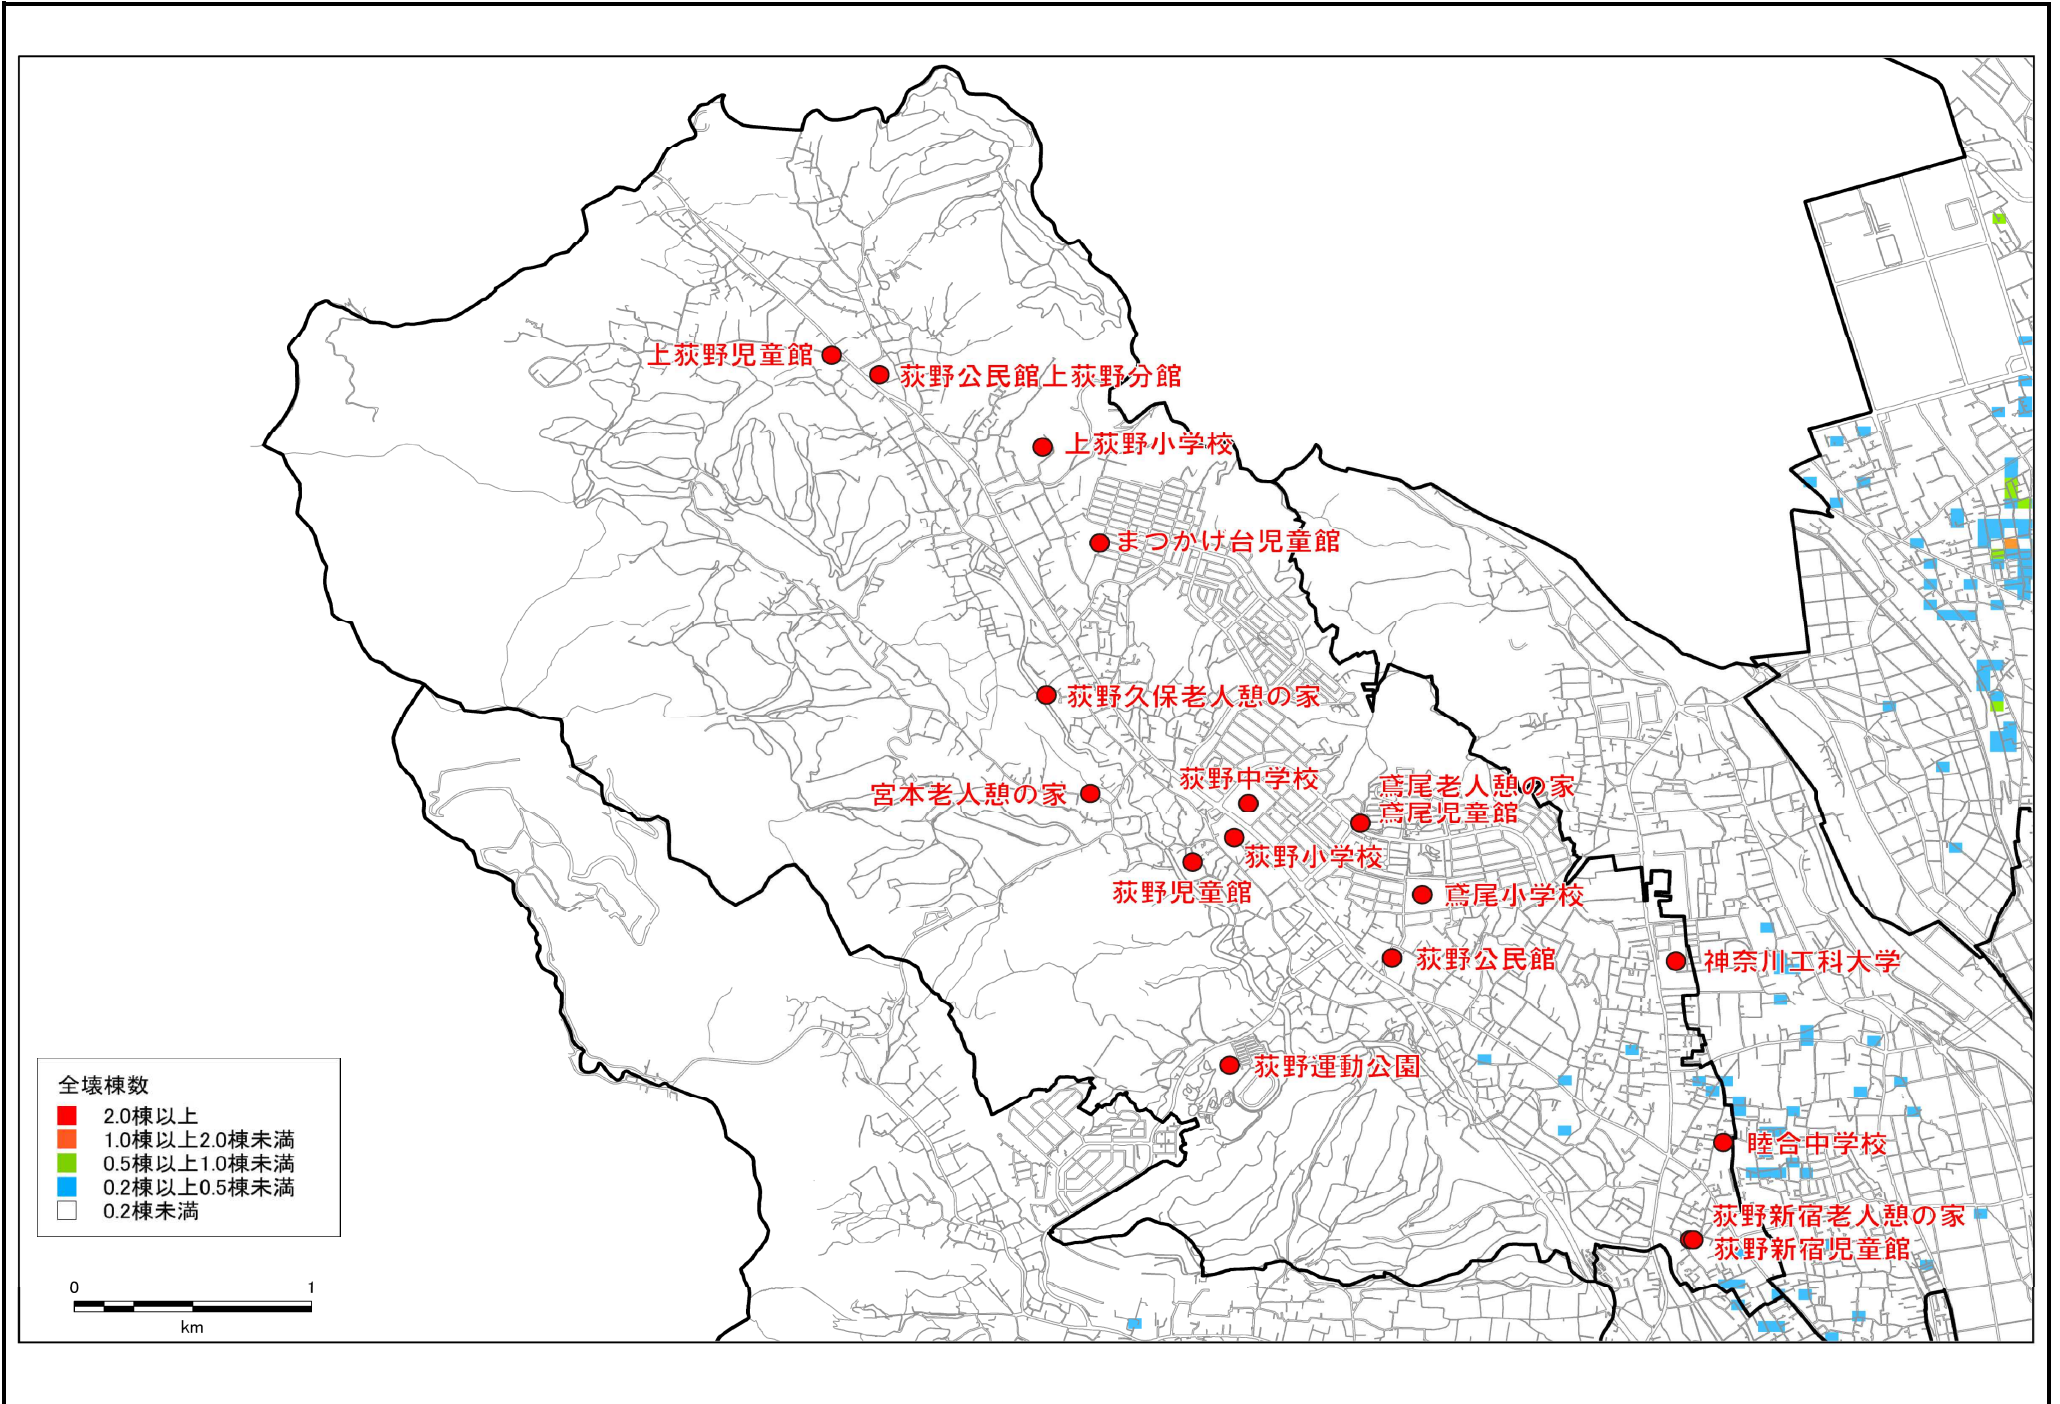 上荻野児童館
荻野公民館上荻野分館
上荻野小学校
まつかけ台児童館
荻野久保老人憩の家
荻野中学校
鳶尾老人憩の家
鳶尾児童館
宮本老人憩の家
荻野小学校
荻野児童館
鳶尾小学校
荻野公民館
神奈川工科大学
荻野運動公園
睦合中学校
荻野新宿老人憩の家
荻野新宿児童館
全壊棟数
2.0棟以上
1.0棟以上2.0棟未満
0.5棟以上1.0棟未満
0.2棟以上0.5棟未満
0.2棟未満
0 1
km